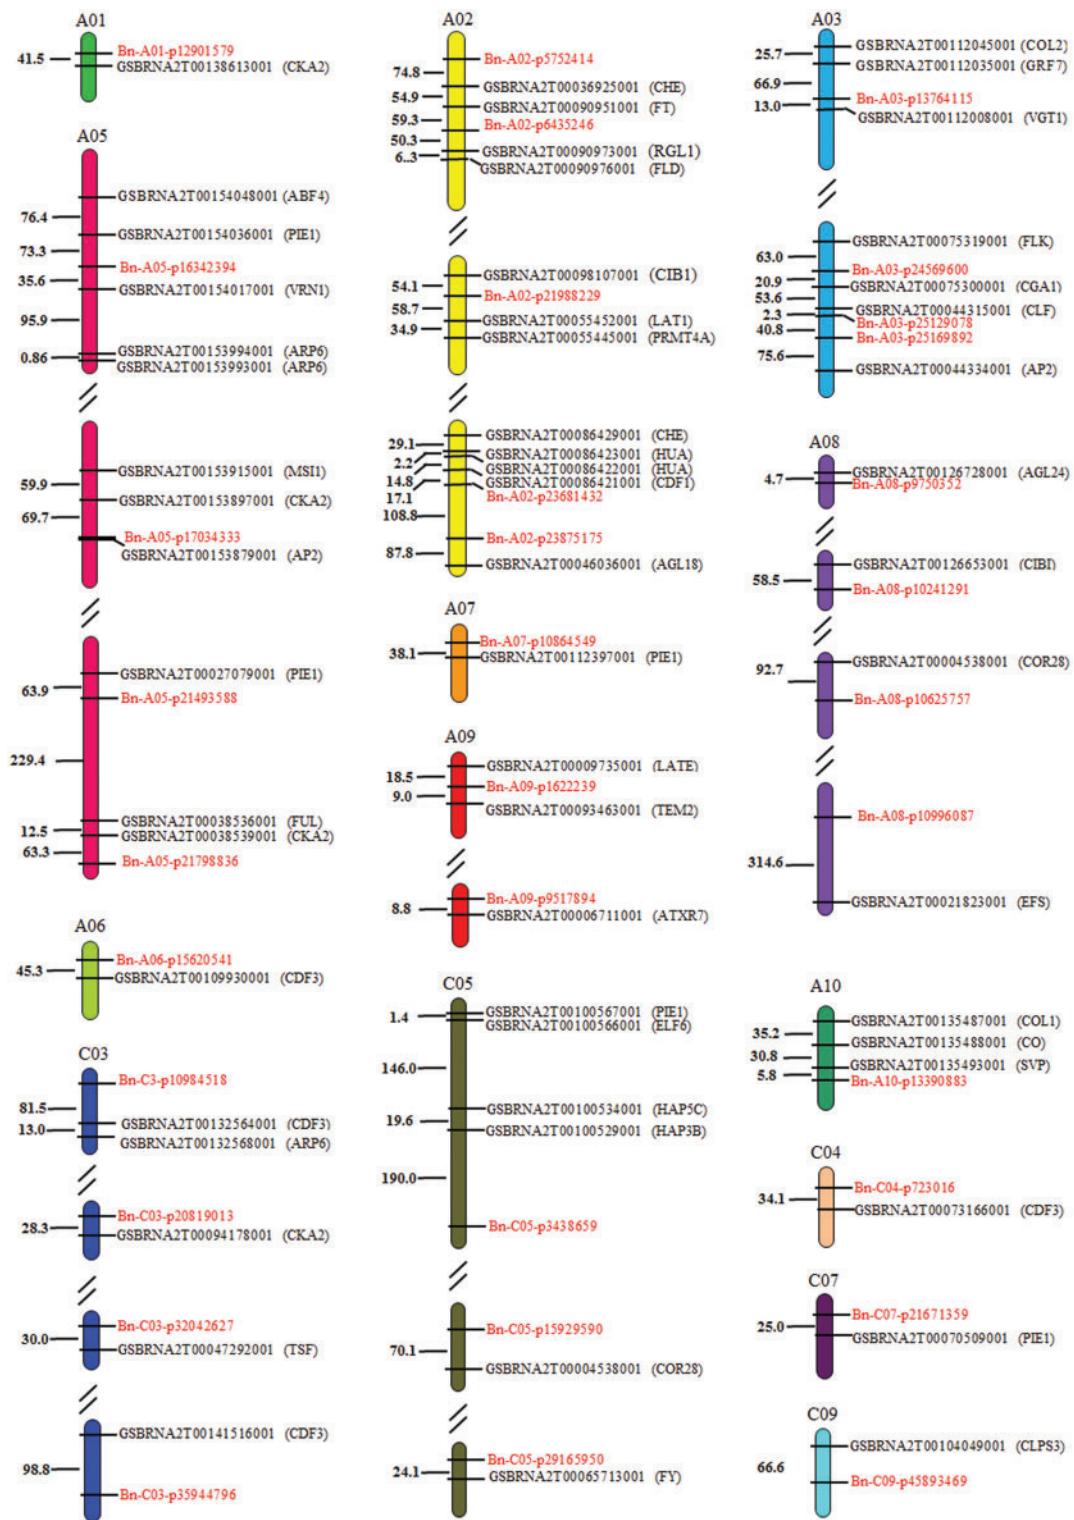 A01
41.5
Bn-A01-p12901579
GSBRNA2T00138613001 (CKA2)
A05
GSBRNA2T00154048001 (ABF4)
76.4
GSBRNA2T00154036001 (PIE1)
73.3
Bn-A05-p16342394
35.6
GSBRNA2T00154017001 (VRN1)
95.9
GSBRNA2T00153994001 (ARP6)
0.86
GSBRNA2T00153993001 (ARP6)
GSBRNA2T00153915001 (MSI1)
59.9
GSBRNA2T00153897001 (CKA2)
69.7
Bn-A05-p17034333
GSBRNA2T00153879001 (AP2)
GSBRNA2T00027079001 (PIE1)
63.9
Bn-A05-p21493588
229.4
GSBRNA2T00038536001 (FUL)
12.5
GSBRNA2T00038539001 (CKA2)
63.3
Bn-A05-p21798836
A06
Bn-A06-p15620541
45.3
GSBRNA2T00109930001 (CDF3)
C03
Bn-C3-p10984518
81.5
GSBRNA2T00132564001 (CDF3)
13.0
GSBRNA2T00132568001 (ARP6)
Bn-C03-p20819013
28.3
GSBRNA2T00094178001 (CKA2)
Bn-C03-p32042627
30.0
GSBRNA2T00047292001 (TSF)
GSBRNA2T00141516001 (CDF3)
98.8
Bn-C03-p35944796
A02
Bn-A02-p5752414
74.8
GSBRNA2T00036925001 (CHE)
54.9
GSBRNA2T00090951001 (FT)
59.3
Bn-A02-p6435246
50.3
GSBRNA2T00090973001 (RGL1)
6.3
GSBRNA2T00090976001 (FLD)
GSBRNA2T00098107001 (CIB1)
54.1
Bn-A02-p21988229
58.7
GSBRNA2T00055452001 (LAT1)
34.9
GSBRNA2T00055445001 (PRMT4A)
GSBRNA2T00086429001 (CHE)
29.1
GSBRNA2T00086423001 (HUA)
2.2
GSBRNA2T00086422001 (HUA)
14.8
GSBRNA2T00086421001 (CDF1)
17.1
Bn-A02-p23681432
108.8
Bn-A02-p23875175
87.8
GSBRNA2T00046036001 (AGL18)
A07
Bn-A07-p10864549
38.1
GSBRNA2T00112397001 (PIE1)
A09
GSBRNA2T00009735001 (LATE)
18.5
Bn-A09-p1622239
9.0
GSBRNA2T00093463001 (TEM2)
Bn-A09-p9517894
8.8
GSBRNA2T00006711001 (ATXR7)
C05
GSBRNA2T00100567001 (PIE1)
1.4
GSBRNA2T00100566001 (ELF6)
146.0
GSBRNA2T00100534001 (HAP5C)
19.6
GSBRNA2T00100529001 (HAP3B)
190.0
Bn-C05-p3438659
Bn-C05-p15929590
70.1
GSBRNA2T00004538001 (COR28)
Bn-C05-p29165950
24.1
GSBRNA2T00065713001 (FY)
A03
GSBRNA2T00112045001 (COL2)
25.7
GSBRNA2T00112035001 (GRF7)
66.9
Bn-A03-p13764115
13.0
GSBRNA2T00112008001 (VGT1)
GSBRNA2T00075319001 (FLK)
63.0
Bn-A03-p24569600
20.9
GSBRNA2T00075300001 (CGA1)
53.6
GSBRNA2T00044315001 (CLF)
2.3
Bn-A03-p25129078
40.8
Bn-A03-p25169892
75.6
GSBRNA2T00044334001 (AP2)
A08
GSBRNA2T00126728001 (AGL24)
4.7
Bn-A08-p9750352
GSBRNA2T00126653001 (CIBI)
58.5
Bn-A08-p10241291
GSBRNA2T00004538001 (COR28)
92.7
Bn-A08-p10625757
Bn-A08-p10996087
314.6
GSBRNA2T00021823001 (EFS)
A10
GSBRNA2T00135487001 (COL1)
35.2
GSBRNA2T00135488001 (CO)
30.8
GSBRNA2T00135493001 (SVP)
5.8
Bn-A10-p13390883
C04
Bn-C04-p723016
34.1
GSBRNA2T00073166001 (CDF3)
C07
Bn-C07-p21671359
25.0
GSBRNA2T00070509001 (PIE1)
C09
GSBRNA2T00104049001 (CLPS3)
66.6
Bn-C09-p45893469